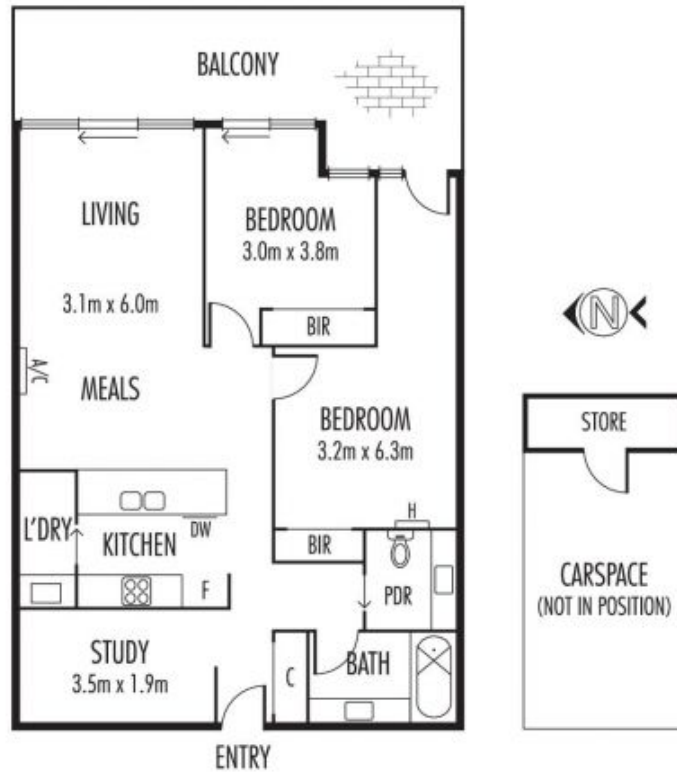 BALCONY
LIVING
3.1m x 6.0m
BEDROOM
3.0m x 3.8m
BIR
A/C
MEALS
BEDROOM
3.2m x 6.3m
H
L'DRY
KITCHEN
DW
F
BIR
PDR
STUDY
3.5m x 1.9m
C
BATH
ENTRY
N
STORE
CARSPACE
(NOT IN POSITION)